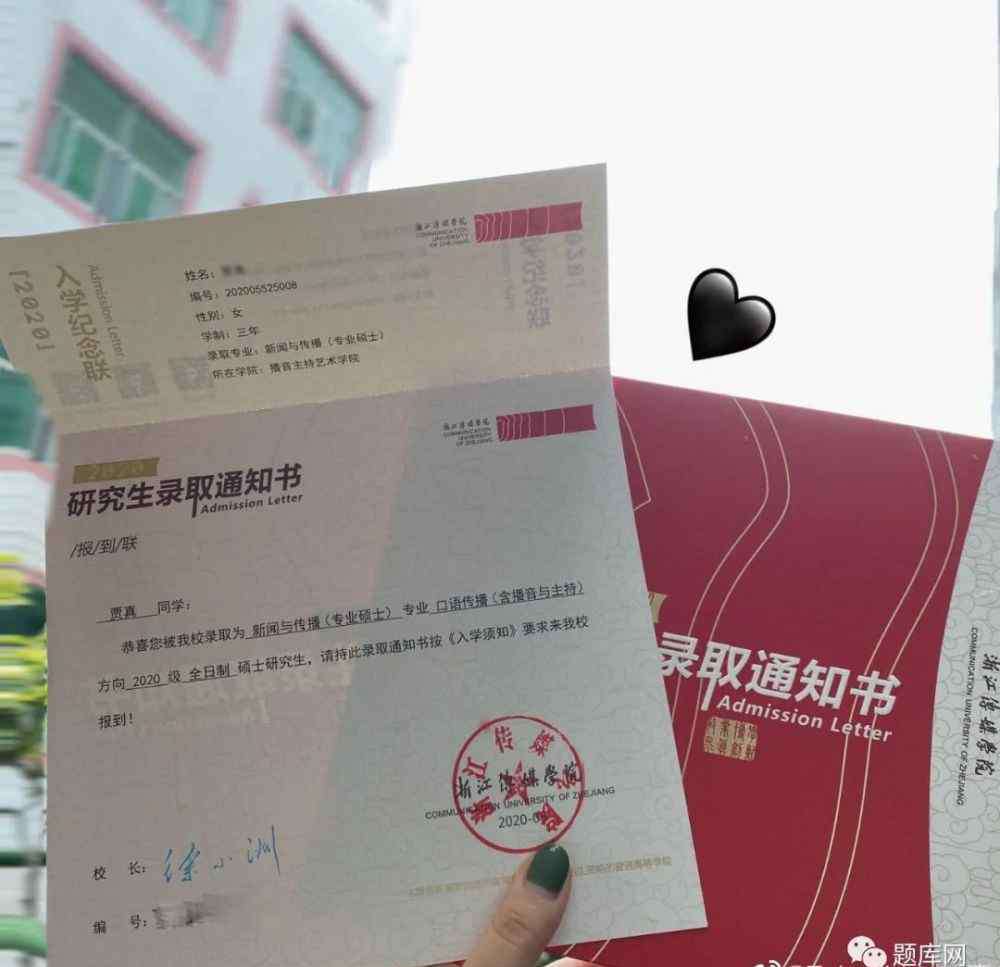 浙江传媒学院
COMMUNICATION
UNIVERSITY
OF ZHEJIANG
「2020」
入学纪念联
Admission Letter
姓名：
编号：202005525008
性别：女
学制：三年
录取专业：新闻与传播（专业硕士）
所在学院：播音主持艺术学院
浙江传媒学院
COMMUNICATION
UNIVERSITY
OF ZHEJIANG
2020
研究生录取通知书
Admission Letter
/报/到/联
贾真 同学：
恭喜您被我校录取为 新闻与传播（专业硕士） 专业 口语传播（含播音与主持）
方向 2020 级 全日制 硕士研究生，请持此录取通知书按《入学须知》要求来我校
报到！
浙江传媒学院
COMMUNICATION UNIVERSITY OF ZHEJIANG
2020-0
校 长：徐小洲
编 号：
录取通知书
Admission Letter
浙江传媒学院
COMMUNICATION UNIVERSITY OF ZHEJIANG
题库网